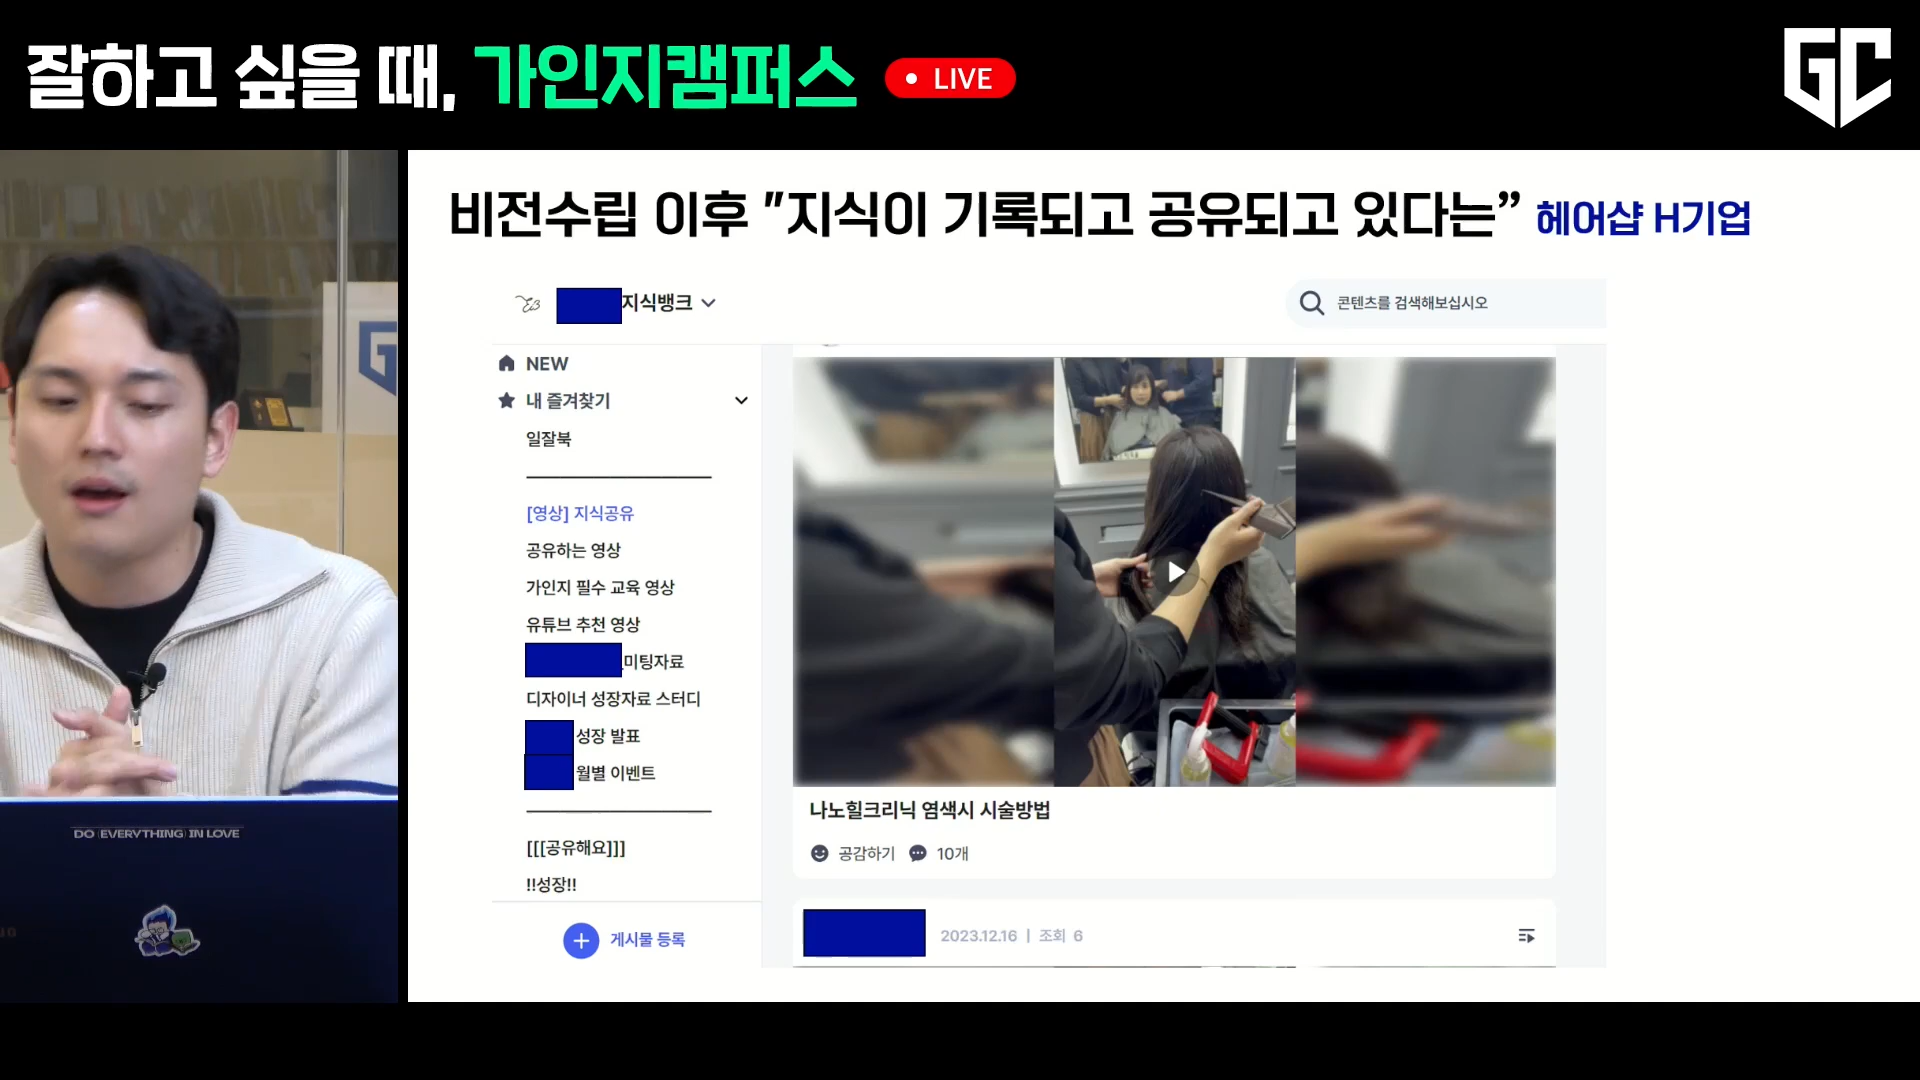 잘하고 싶을 때, 가인지캠퍼스 LIVE
GC
비전수립 이후 "지식이 기록되고 공유되고 있다는” 헤어샵 H기업
지식뱅크
콘텐츠를 검색해보십시오
NEW
내 즐겨찾기
일잘북
[영상] 지식공유
공유하는 영상
가인지 필수 교육 영상
유튜브 추천 영상
미팅자료
디자이너 성장자료 스터디
성장 발표
월별 이벤트
[[[공유해요]]]
!!성장!!
게시물 등록
나노힐크리닉 염색시 시술방법
공감하기 10개
2023.12.16 | 조회 6
DO EVERYTHING IN LOVE